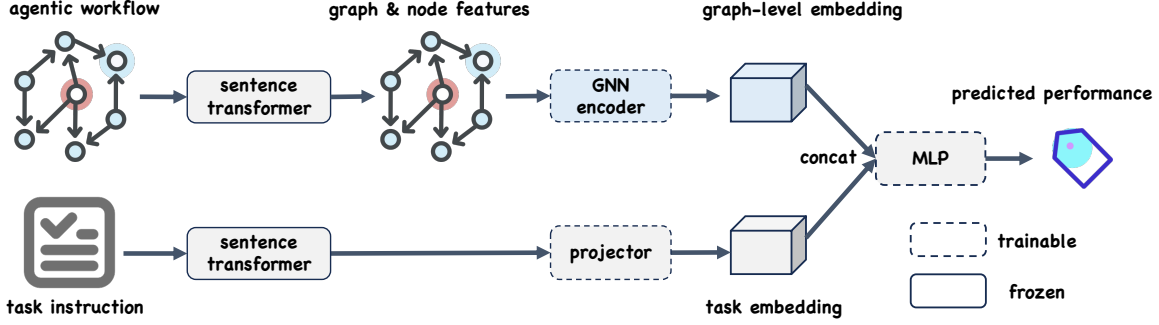 agentic workflow
graph & node features
graph-level embedding
sentence
transformer
GNN
encoder
predicted performance
concat
MLP
sentence
transformer
projector
trainable
frozen
task instruction
task embedding